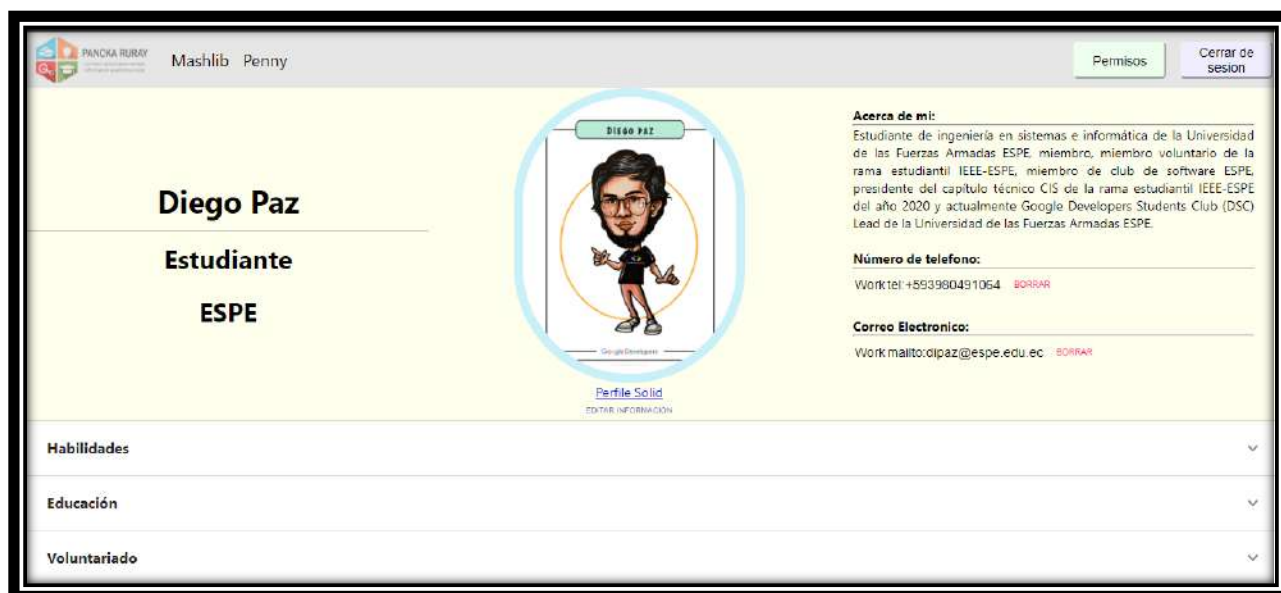 PANCKA RURAY
Mashlib Penny
Permisos
Cerrar de
sesion
Diego Paz
Estudiante
ESPE
DIEGO PAZ
Google Developers
Perfile Solid
EDITAR INFORMACIÓN
Acerca de mi:
Estudiante de ingeniería en sistemas e informática de la Universidad
de las Fuerzas Armadas ESPE, miembro, miembro voluntario de la
rama estudiantil IEEE-ESPE, miembro de club de software ESPE,
presidente del capítulo técnico CIS de la rama estudiantil IEEE-ESPE
del año 2020 y actualmente Google Developers Students Club (DSC)
Lead de la Universidad de las Fuerzas Armadas ESPE.
Número de telefono:
Work tel:+593980491064 BORRAR
Correo Electronico:
Work mailto:dipaz@espe.edu.ec BORRAR
Habilidades
Educación
Voluntariado